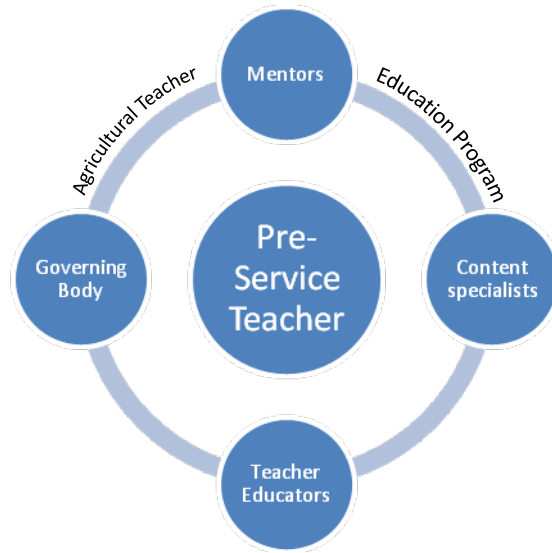 Mentors
Agricultural Teacher
Education Program
Governing
Body
Pre-
Service
Teacher
Content
specialists
Teacher
Educators